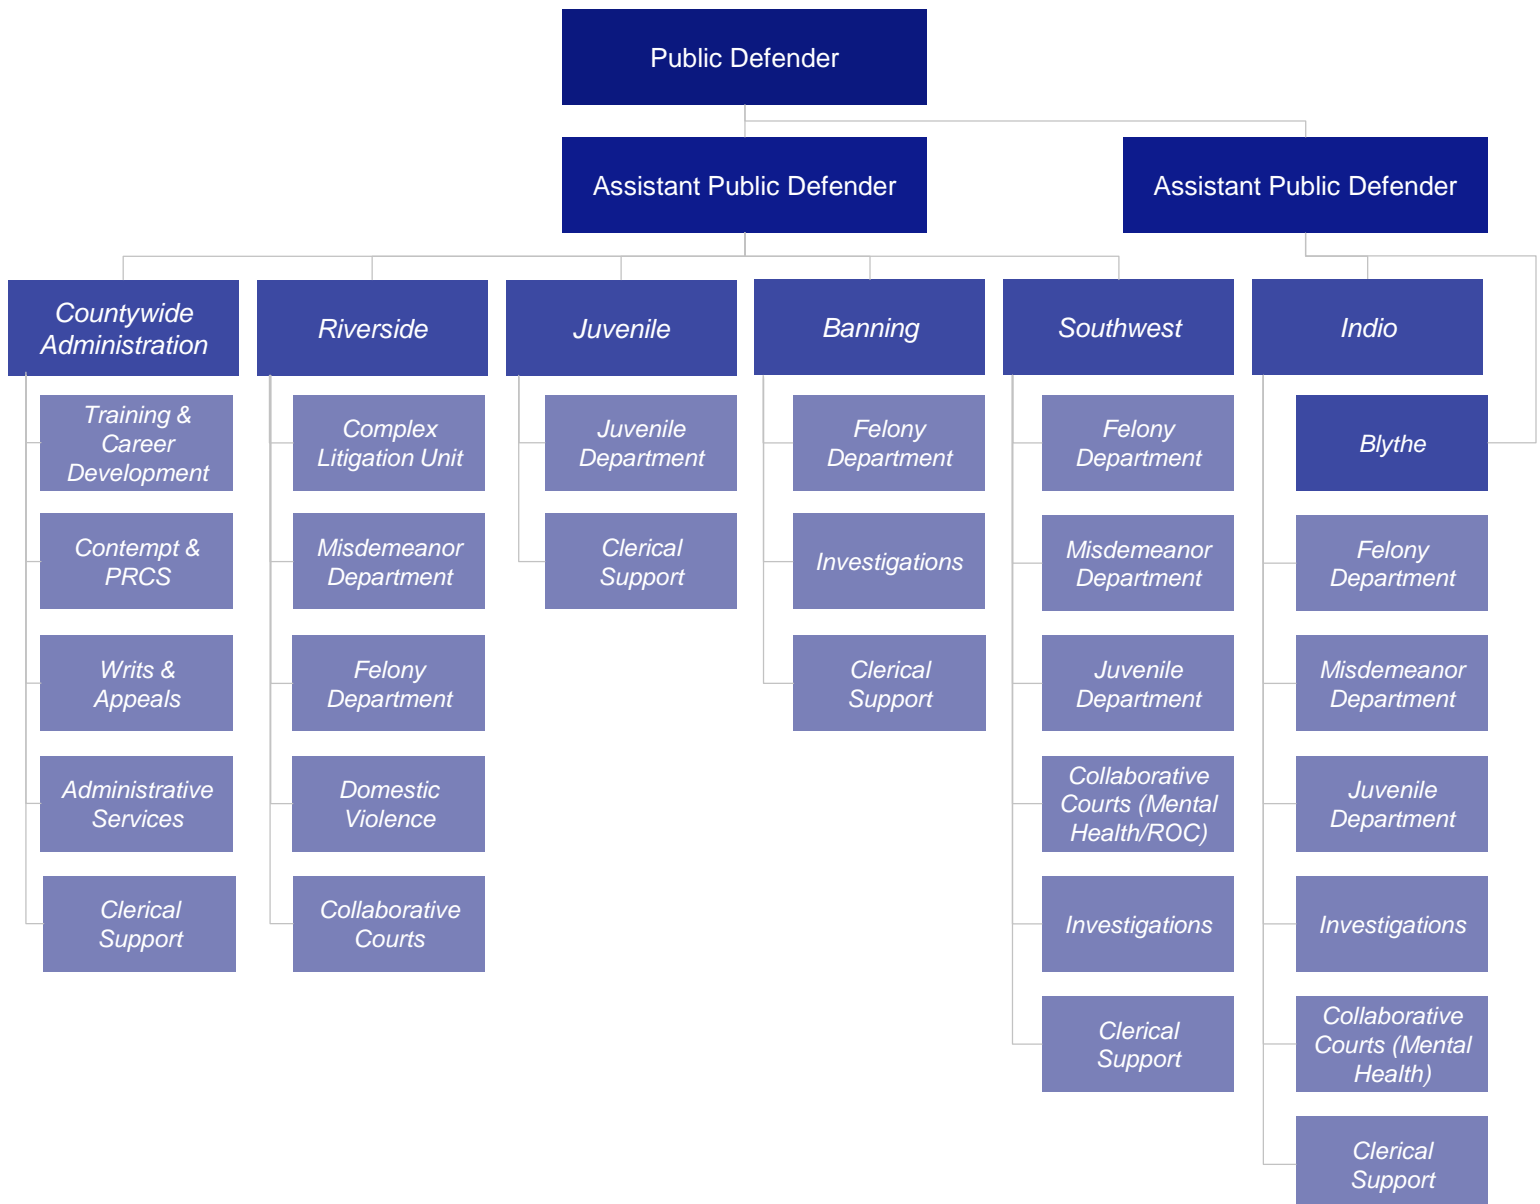 Public Defender
Assistant Public Defender
Assistant Public Defender
Countywide
Administration
Riverside
Juvenile
Banning
Southwest
Indio
Training &
Career
Development
Contempt &
PRCS
Writs &
Appeals
Administrative
Services
Clerical
Support
Complex
Litigation Unit
Misdemeanor
Department
Felony
Department
Domestic
Violence
Collaborative
Courts
Juvenile
Department
Clerical
Support
Felony
Department
Investigations
Clerical
Support
Felony
Department
Misdemeanor
Department
Juvenile
Department
Collaborative
Courts (Mental
Health/ROC)
Investigations
Clerical
Support
Blythe
Felony
Department
Misdemeanor
Department
Juvenile
Department
Investigations
Collaborative
Courts (Mental
Health)
Clerical
Support